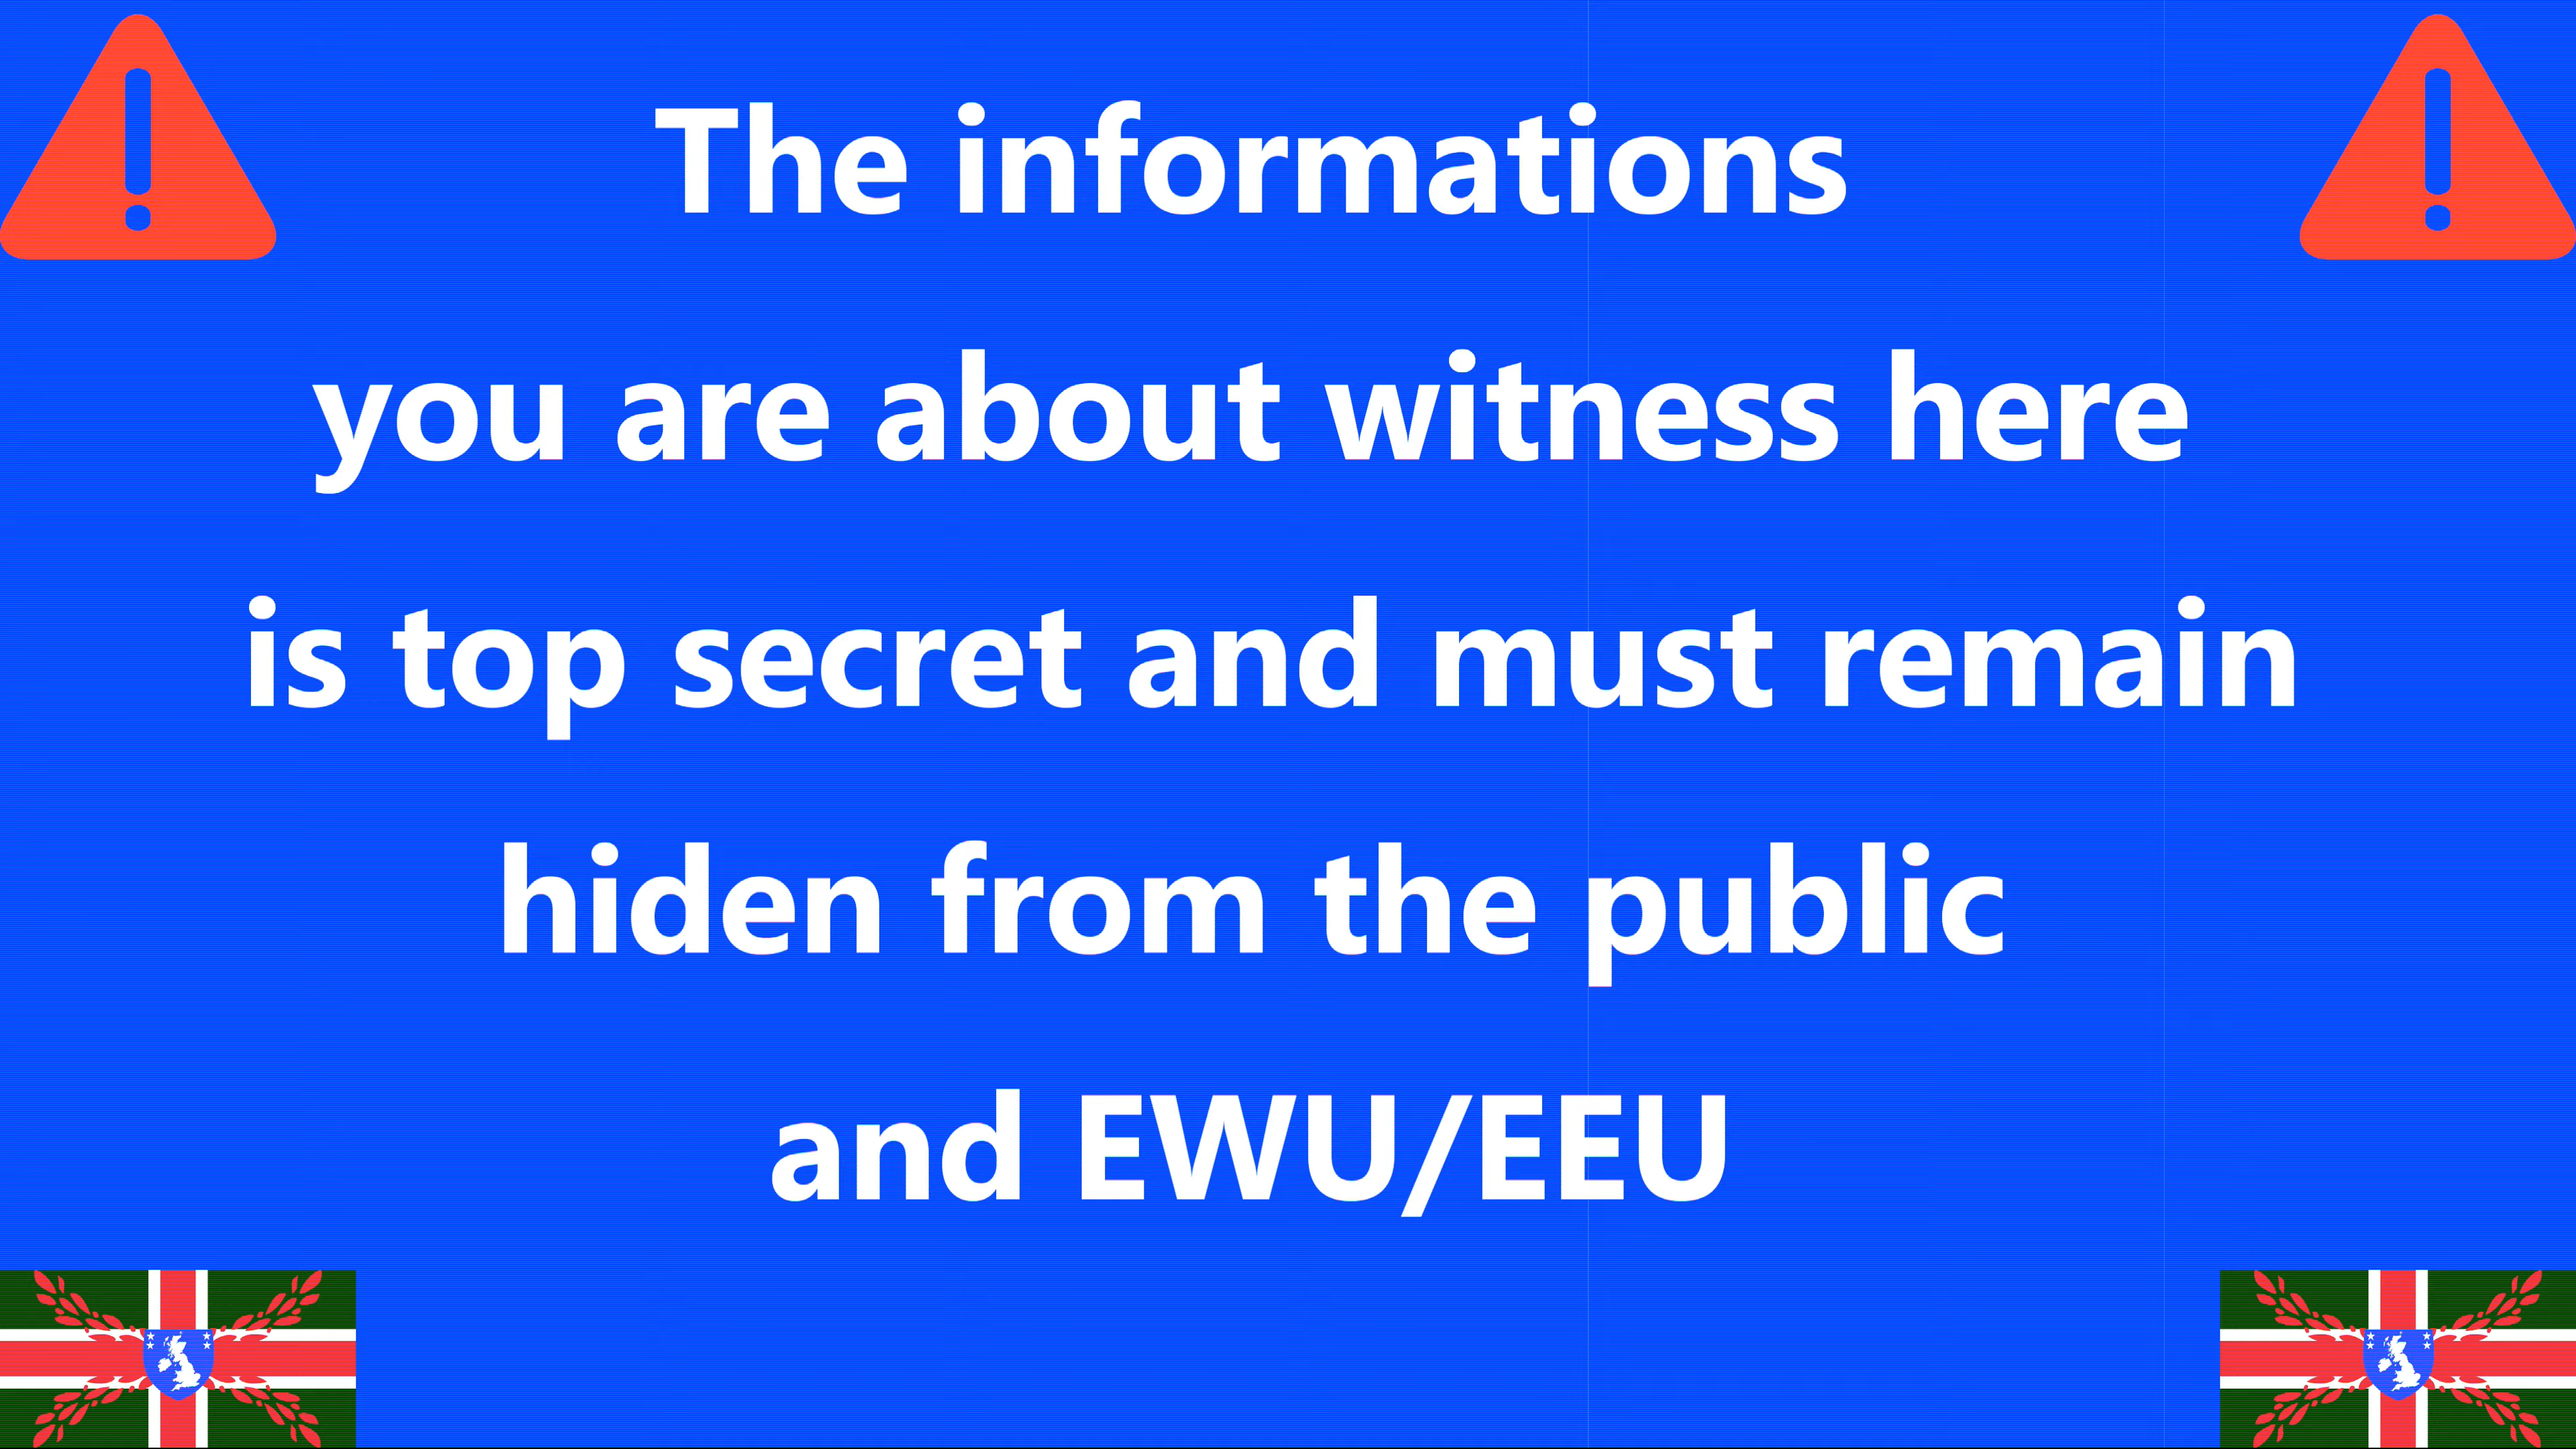 The informations
you are about witness here
is top secret and must remain
hiden from the public
and EWU/EEU